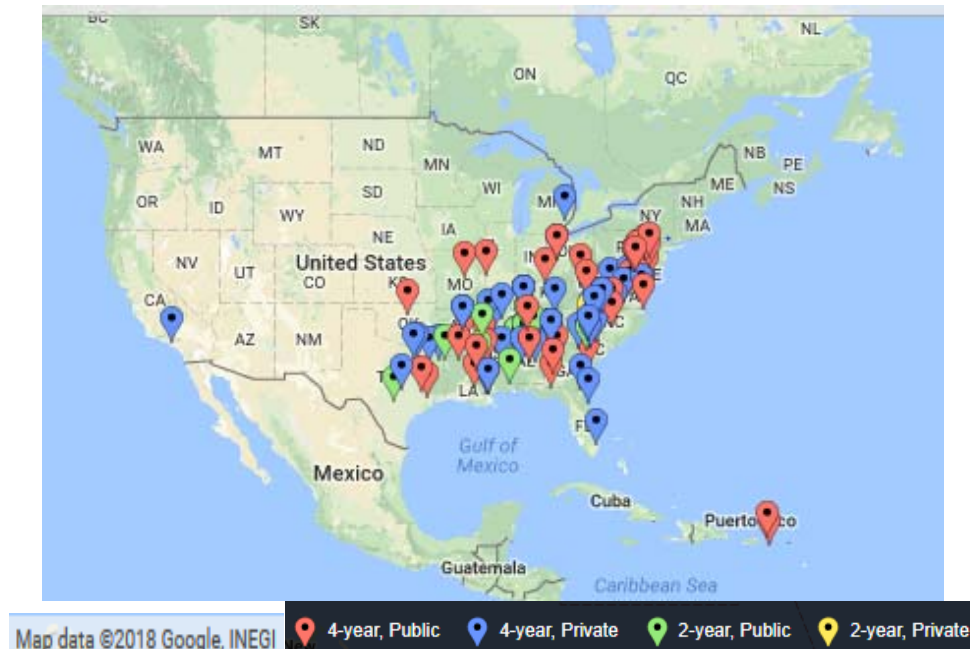 BC
SK
NL
ON
QC
WA
MT
ND
MN
NB
PE
OR
ID
SD
WI
ME
NS
WY
NH
NY
MA
NE
IA
NV
UT
CO
United States
MO
CA
AZ
NM
LA
Gulf of
Mexico
Mexico
Cuba
Guatemala
Caribbean Sea
Map data ©2018 Google, INEGI
4-year, Public
4-year, Private
2-year, Public
2-year, Private